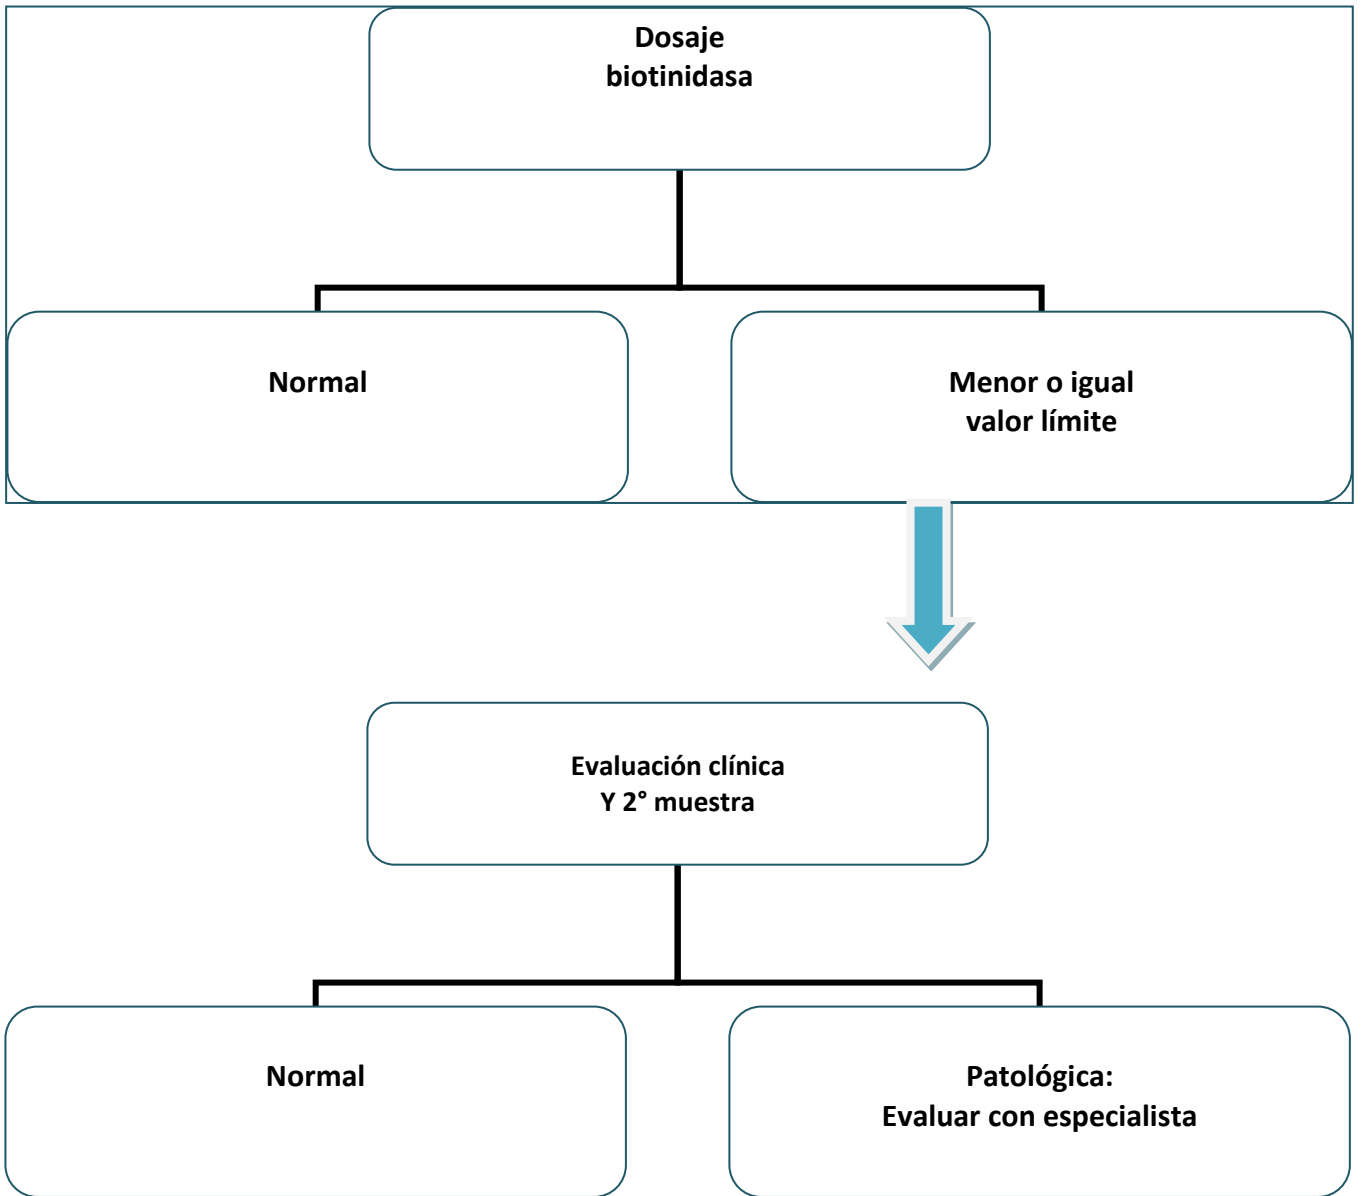 Dosaje
biotinidasa
Normal
Menor o igual
valor límite
Evaluación clínica
Y 2° muestra
Normal
Patológica:
Evaluar con especialista